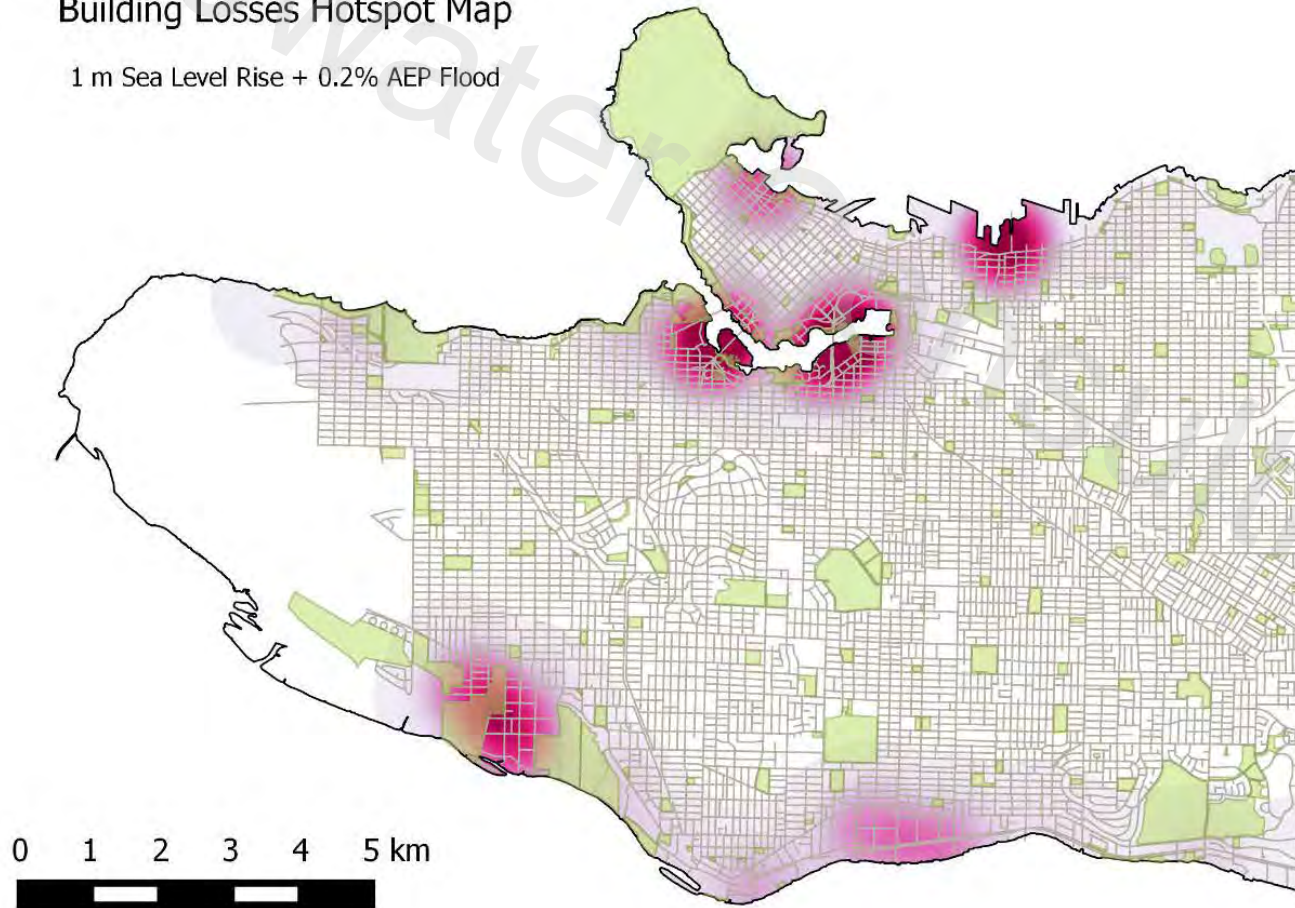 Building Losses Hotspot Map
1 m Sea Level Rise + 0.2% AEP Flood
water
0 1 2 3 4 5 km